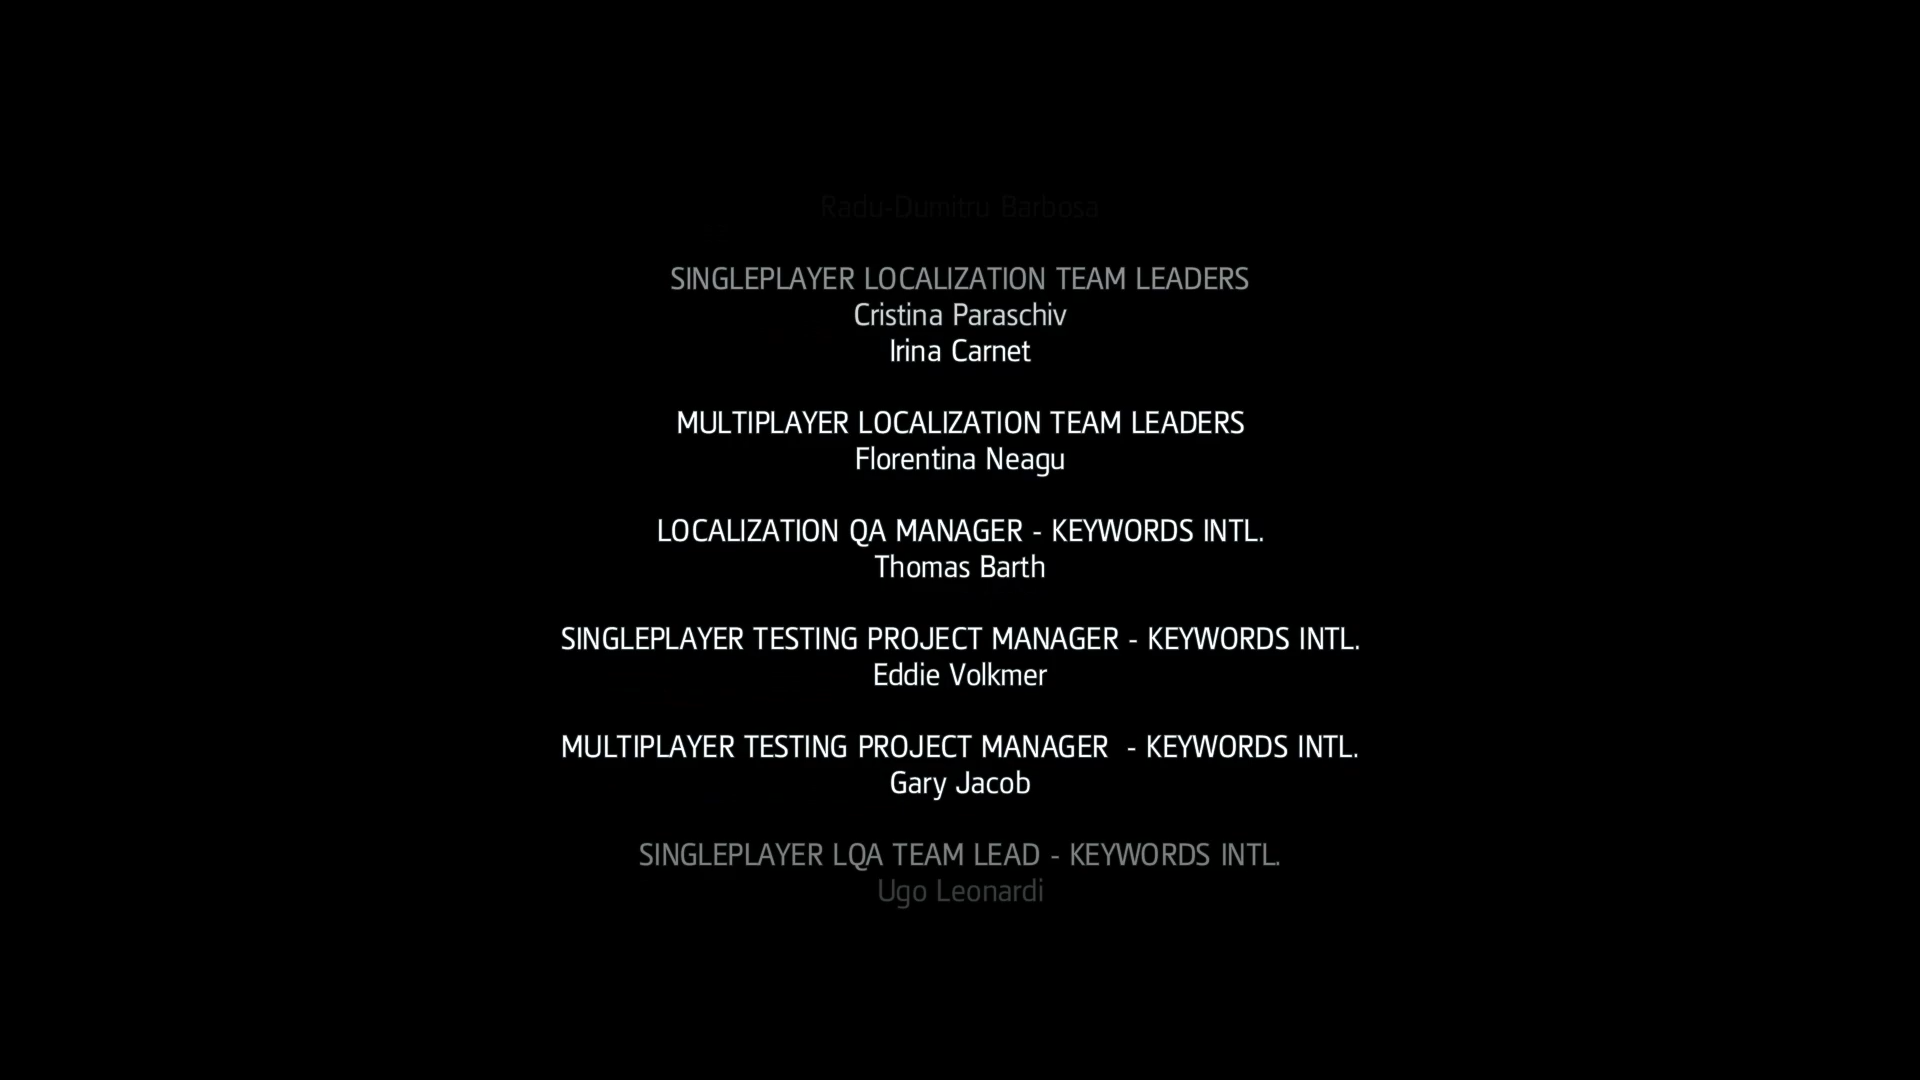 Radu-Dumitru Barbosa
SINGLEPLAYER LOCALIZATION TEAM LEADERS
Cristina Paraschiv
Irina Carnet
MULTIPLAYER LOCALIZATION TEAM LEADERS
Florentina Neagu
LOCALIZATION QA MANAGER - KEYWORDS INTL.
Thomas Barth
SINGLEPLAYER TESTING PROJECT MANAGER - KEYWORDS INTL.
Eddie Volkmer
MULTIPLAYER TESTING PROJECT MANAGER  - KEYWORDS INTL.
Gary Jacob
SINGLEPLAYER LQA TEAM LEAD - KEYWORDS INTL.
Ugo Leonardi